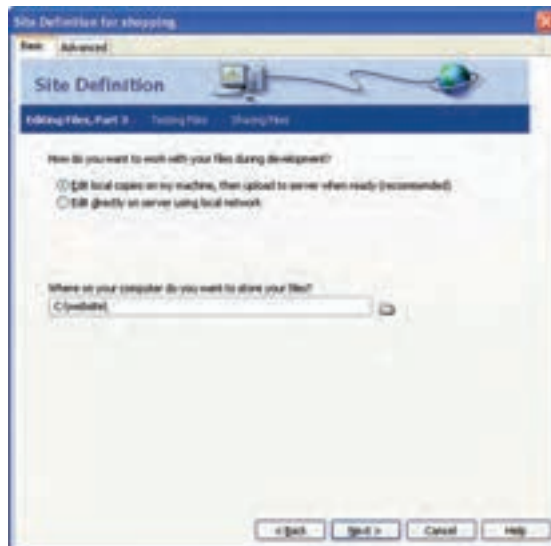 Site Definition for shopping
Basic Advanced
Site Definition
Editing Files, Part 3 Testing Files Sharing Files
How do you want to work with your files during development?
Edit local copies on my machine, then upload to server when ready (recommended)
Edit directly on server using local network
Where on your computer do you want to store your files?
C:\website\
< Back Next > Cancel Help